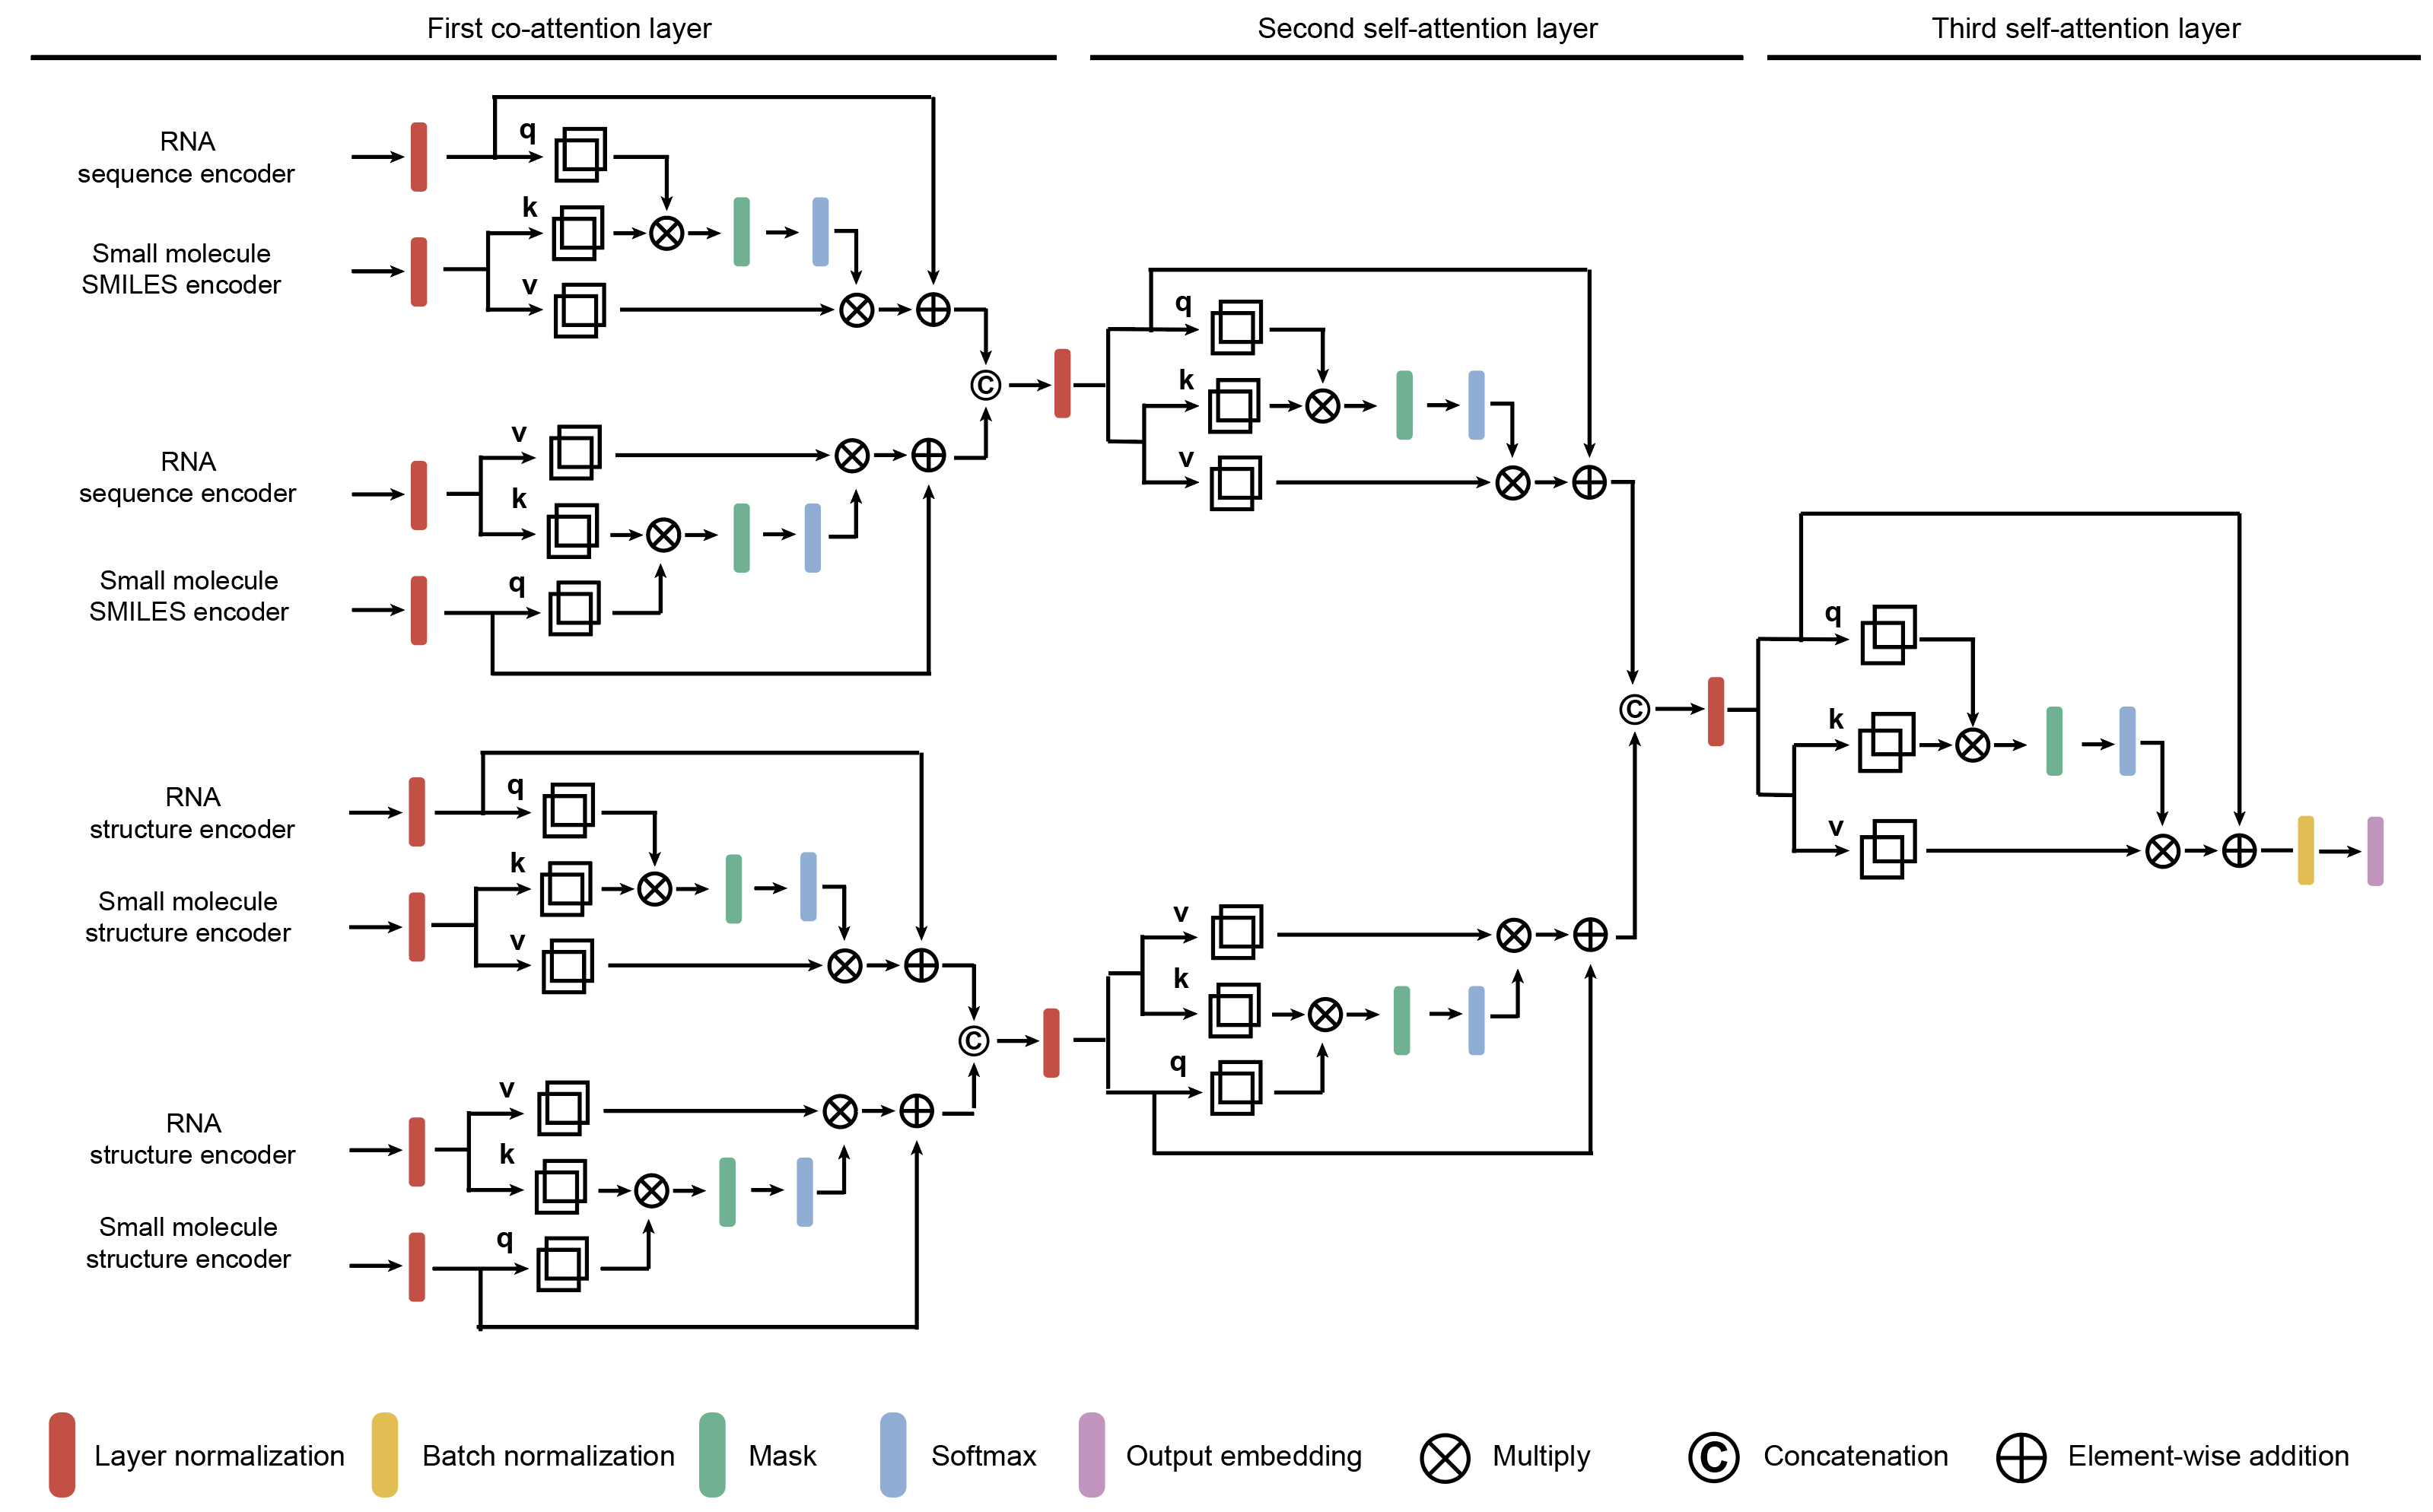 First co-attention layer
Second self-attention layer
Third self-attention layer
RNA
sequence encoder
q
k
Small molecule
SMILES encoder
v
q
k
v
C
RNA
sequence encoder
v
k
Small molecule
SMILES encoder
q
q
k
v
C
RNA
structure encoder
q
k
Small molecule
structure encoder
v
C
v
k
q
RNA
structure encoder
v
k
Small molecule
structure encoder
q
Layer normalization
Batch normalization
Mask
Softmax
Output embedding
Multiply
C
Concatenation
Element-wise addition